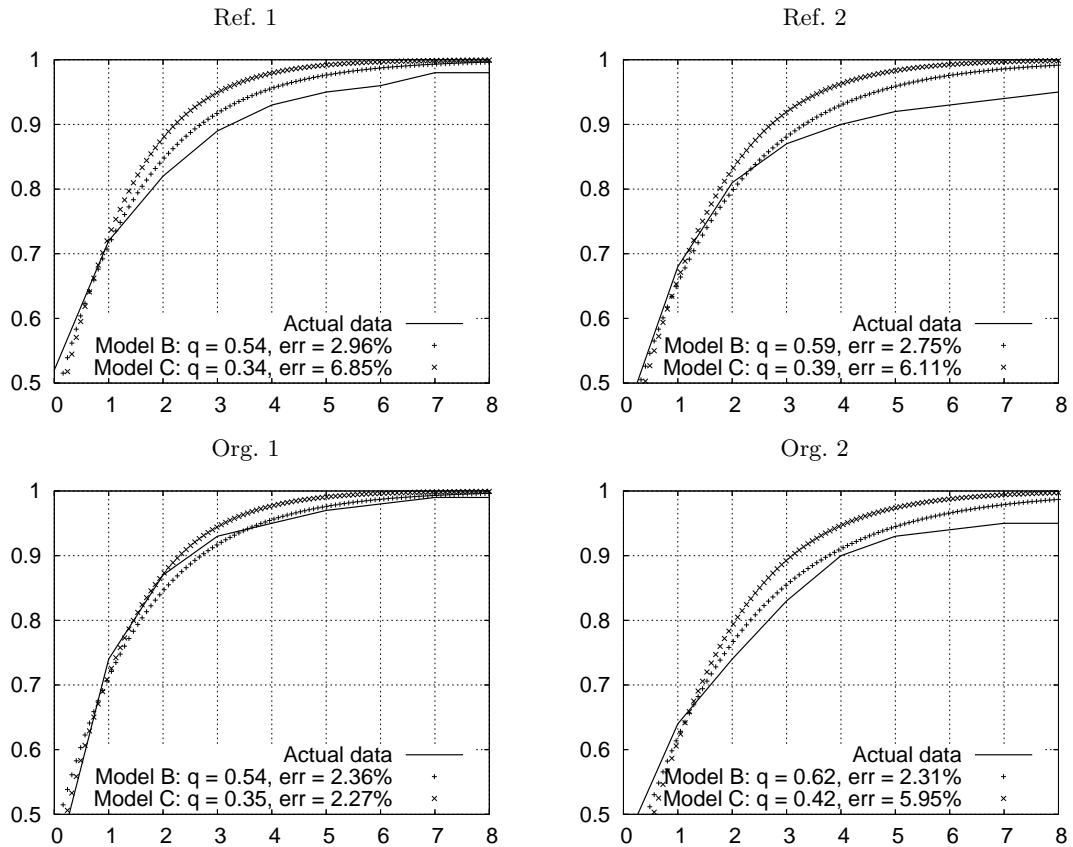 Ref. 1
1
0.9
0.8
0.7
0.6
0.5
0 1 2 3 4 5 6 7 8
Actual data
Model B: q = 0.54, err = 2.96%
Model C: q = 0.34, err = 6.85%
Ref. 2
1
0.9
0.8
0.7
0.6
0.5
0 1 2 3 4 5 6 7 8
Actual data
Model B: q = 0.59, err = 2.75%
Model C: q = 0.39, err = 6.11%
Org. 1
1
0.9
0.8
0.7
0.6
0.5
0 1 2 3 4 5 6 7 8
Actual data
Model B: q = 0.54, err = 2.36%
Model C: q = 0.35, err = 2.27%
Org. 2
1
0.9
0.8
0.7
0.6
0.5
0 1 2 3 4 5 6 7 8
Actual data
Model B: q = 0.62, err = 2.31%
Model C: q = 0.42, err = 5.95%